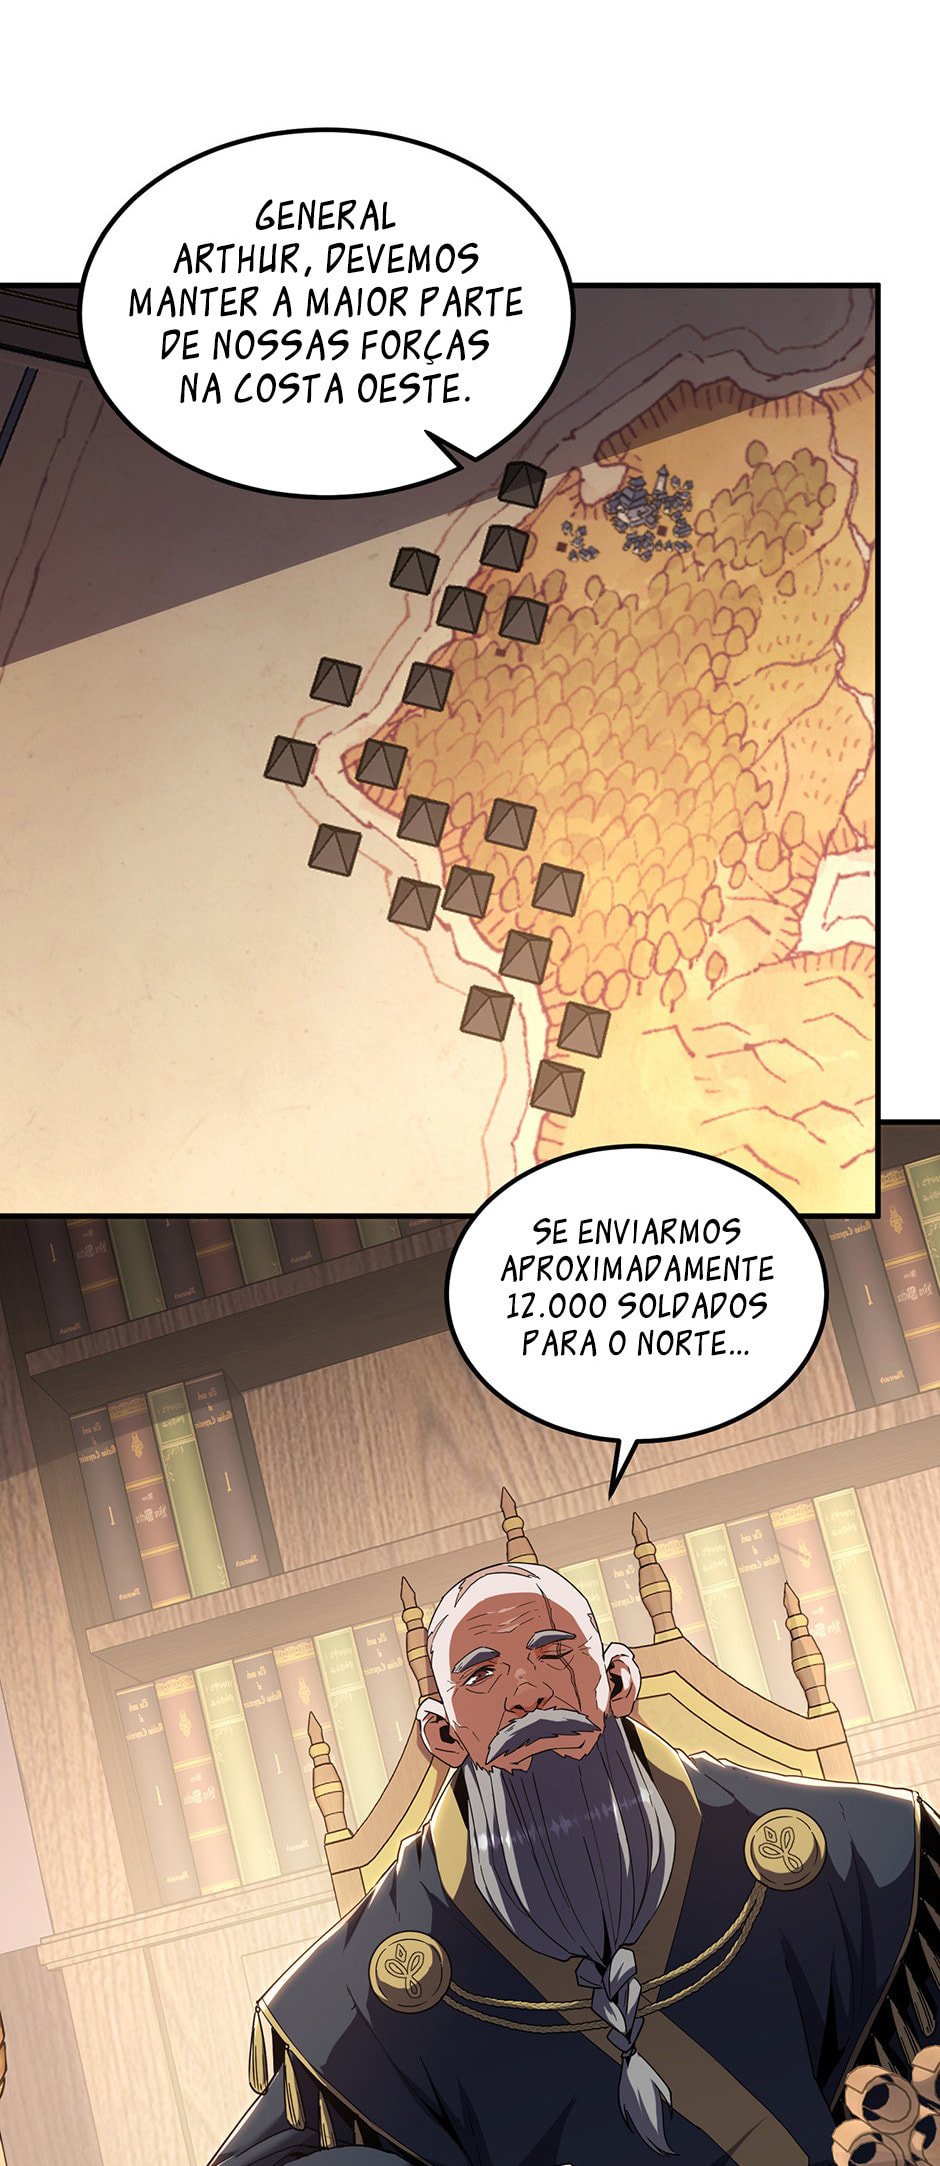 GENERAL
ARTHUR, DEVEMOS
MANTER A MAIOR PARTE
DE NOSSAS FORÇAS
NA COSTA OESTE.
SE ENVIARMOS
APROXIMADAMENTE
12.000 SOLDADOS
PARA O NORTE...